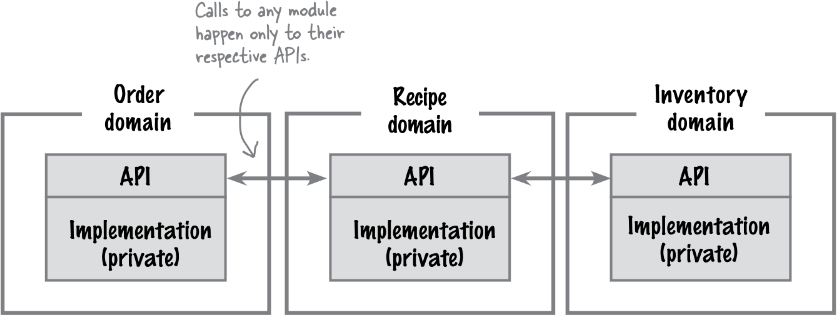 Calls to any module
happen only to their
respective APIs.
Order
domain
Recipe
domain
Inventory
domain
API
API
API
Implementation
(private)
Implementation
(private)
Implementation
(private)